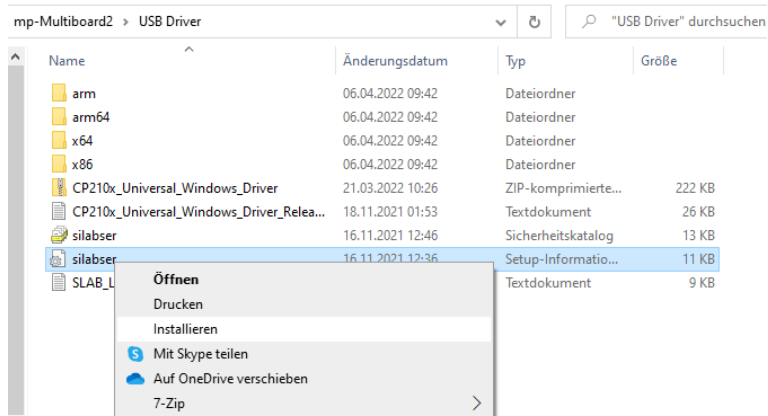 mp-Multiboard2 > USB Driver "USB Driver" durchsuchen
Name Änderungsdatum Typ Größe
arm 06.04.2022 09:42 Dateiordner
arm64 06.04.2022 09:42 Dateiordner
x64 06.04.2022 09:42 Dateiordner
x86 06.04.2022 09:42 Dateiordner
CP210x_Universal_Windows_Driver 21.03.2022 10:26 ZIP-komprimierte... 222 KB
CP210x_Universal_Windows_Driver_Relea... 18.11.2021 01:53 Textdokument 26 KB
silabser 16.11.2021 12:46 Sicherheitskatalog 13 KB
silabser 16.11.2021 12:36 Setup-Informatio... 11 KB
SLAB_L Textdokument 9 KB
Öffnen
Drucken
Installieren
Mit Skype teilen
Auf OneDrive verschieben
7-Zip